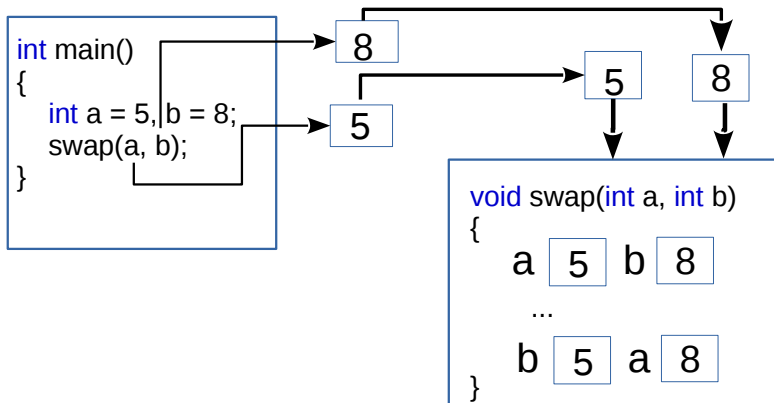 int main()
{
int a = 5, b = 8;
swap(a, b);
}
8
5
5
8
void swap(int a, int b)
{
a 5 b 8
...
b 5 a 8
}